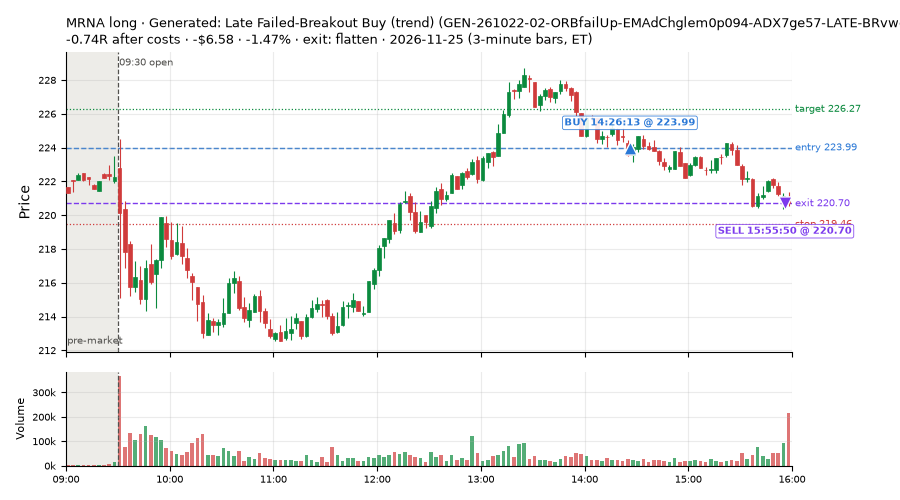 MRNA long · Generated: Late Failed-Breakout Buy (trend) (GEN-261022-02-ORBfailUp-EMAdChglem0p094-ADX7ge57-LATE-BRvw
-0.74R after costs · -$6.58 · -1.47% · exit: flatten · 2026-11-25 (3-minute bars, ET)
09:30 open
228
target 226.27
226
BUY 14:26:13 @ 223.99
224
entry 223.99
222
Price
exit 220.70
220
stop 219.46
SELL 15:55:50 @ 220.70
218
216
214
pre-market
212
300k
Volume
200k
100k
0k
09:00 10:00 11:00 12:00 13:00 14:00 15:00 16:00